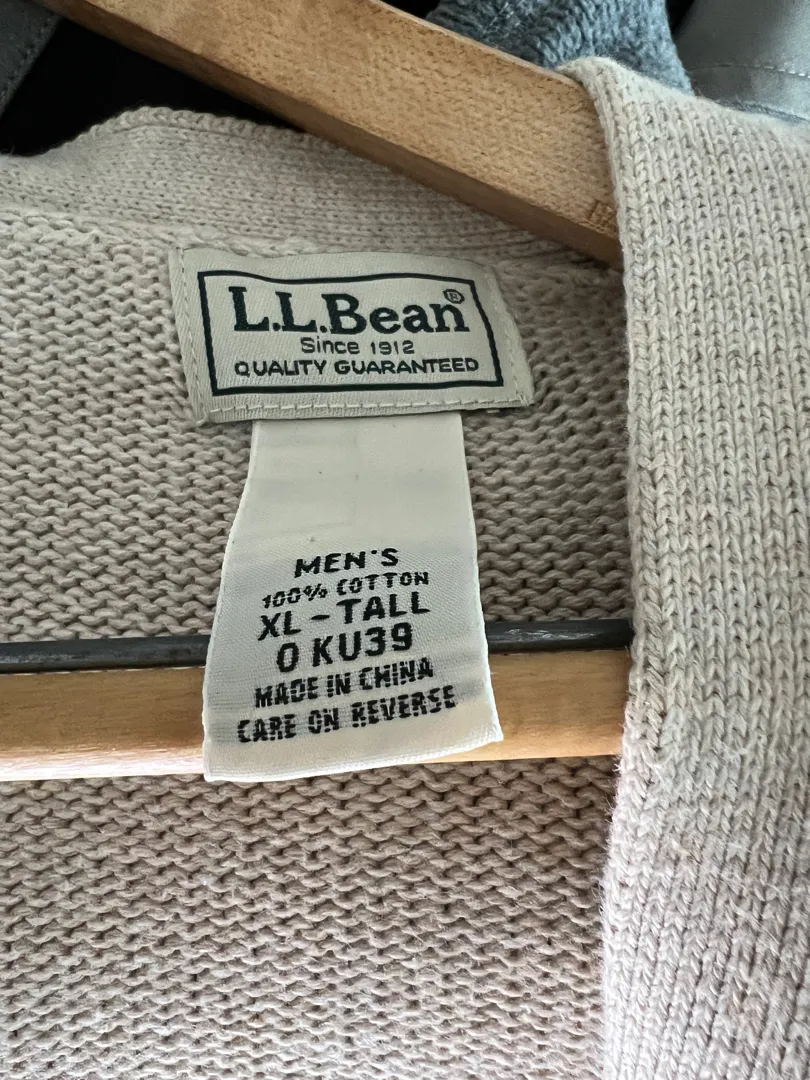 L.L.Bean®
Since 1912
QUALITY GUARANTEED
MEN'S
100% COTTON
XL - TALL
0 KU39
MADE IN CHINA
CARE ON REVERSE